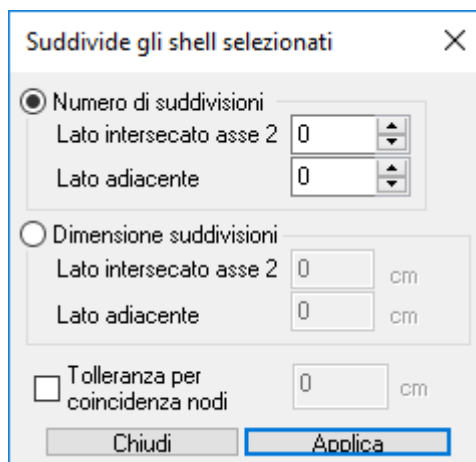 Suddivide gli shell selezionati
Numero di suddivisioni
Lato intersecato asse 2 0
Lato adiacente 0
Dimensione suddivisioni
Lato intersecato asse 2 0 cm
Lato adiacente 0 cm
Tolleranza per
coincidenza nodi 0 cm
Chiudi Applica